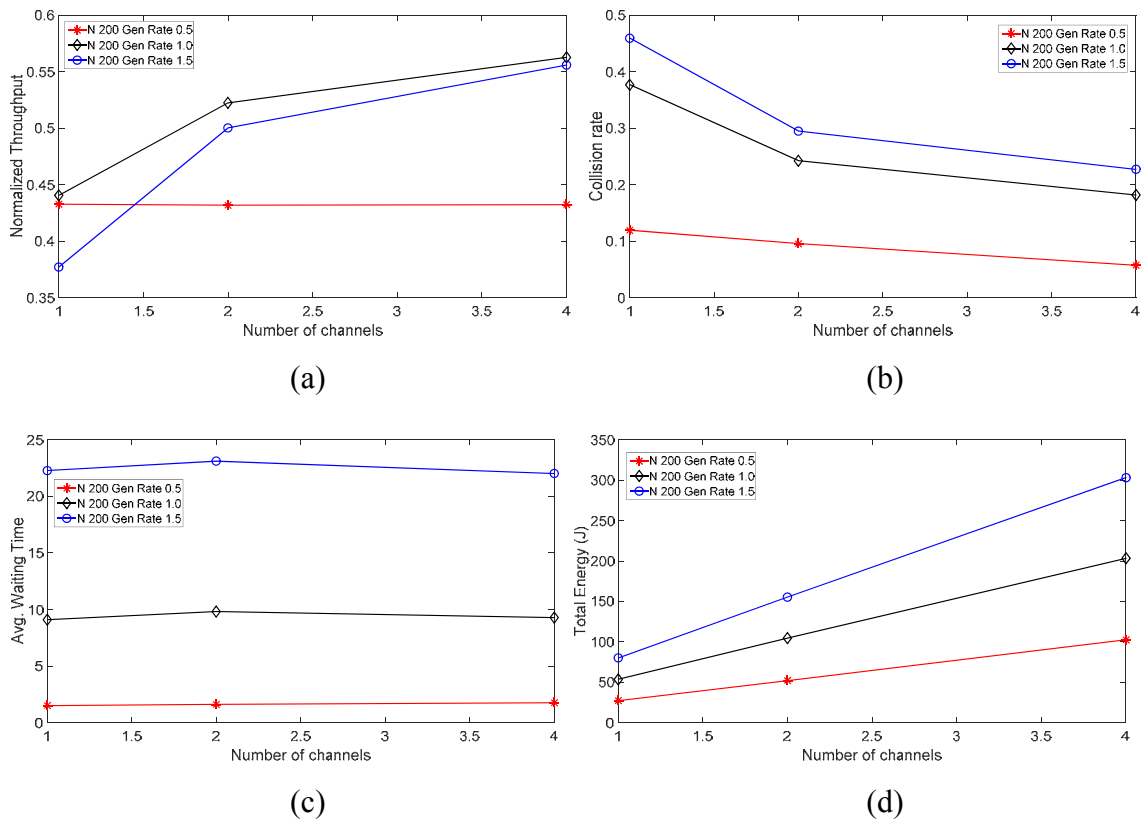 0.6
0.55
0.5
0.45
0.4
0.35
Normalized Throughput
N 200 Gen Rate 0.5
N 200 Gen Rate 1.0
N 200 Gen Rate 1.5
1 1.5 2 2.5 3 3.5 4
Number of channels
(a)
0.5
0.4
0.3
0.2
0.1
0
Collision rate
N 200 Gen Rate 0.5
N 200 Gen Rate 1.0
N 200 Gen Rate 1.5
1 1.5 2 2.5 3 3.5 4
Number of channels
(b)
25
20
15
10
5
0
Avg. Waiting Time
N 200 Gen Rate 0.5
N 200 Gen Rate 1.0
N 200 Gen Rate 1.5
1 1.5 2 2.5 3 3.5 4
Number of channels
(c)
350
300
250
200
150
100
50
0
Total Energy (J)
N 200 Gen Rate 0.5
N 200 Gen Rate 1.0
N 200 Gen Rate 1.5
1 1.5 2 2.5 3 3.5 4
Number of channels
(d)